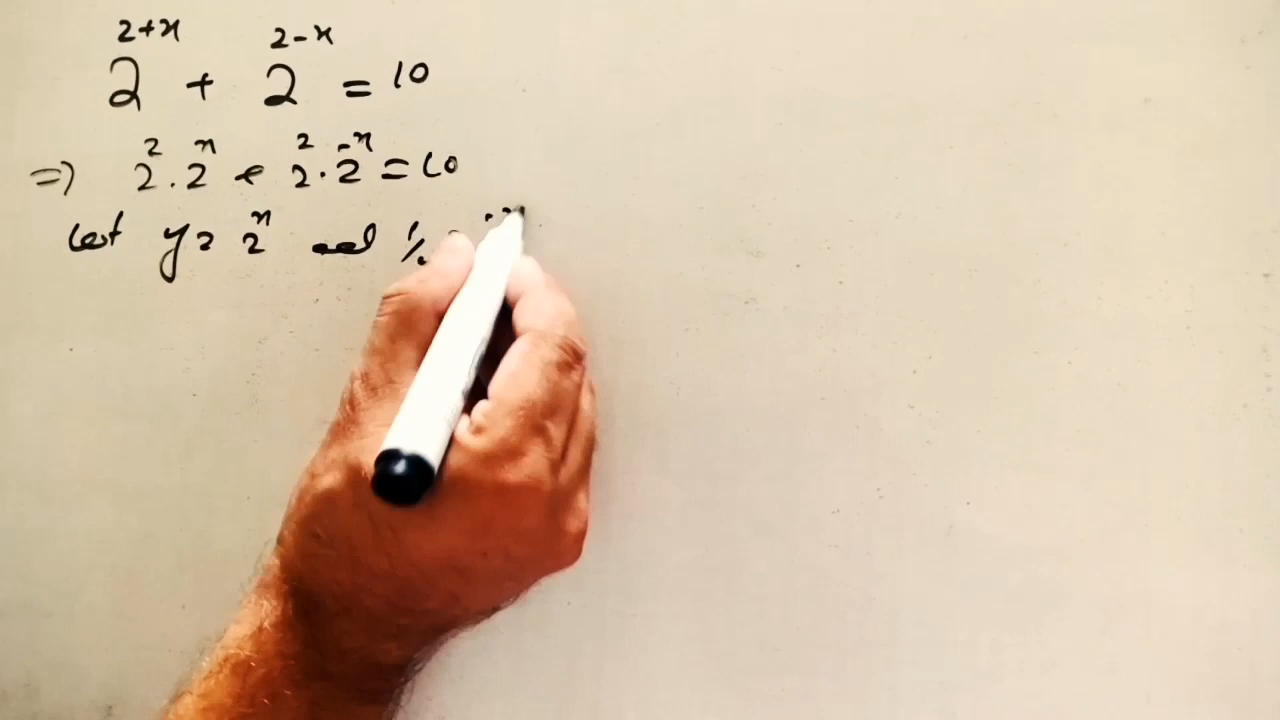 2^{2+x} + 2^{2-x} = 10
=> 2^2 . 2^x + 2^2 . 2^{-x} = 10
Let y = 2^x and 1/